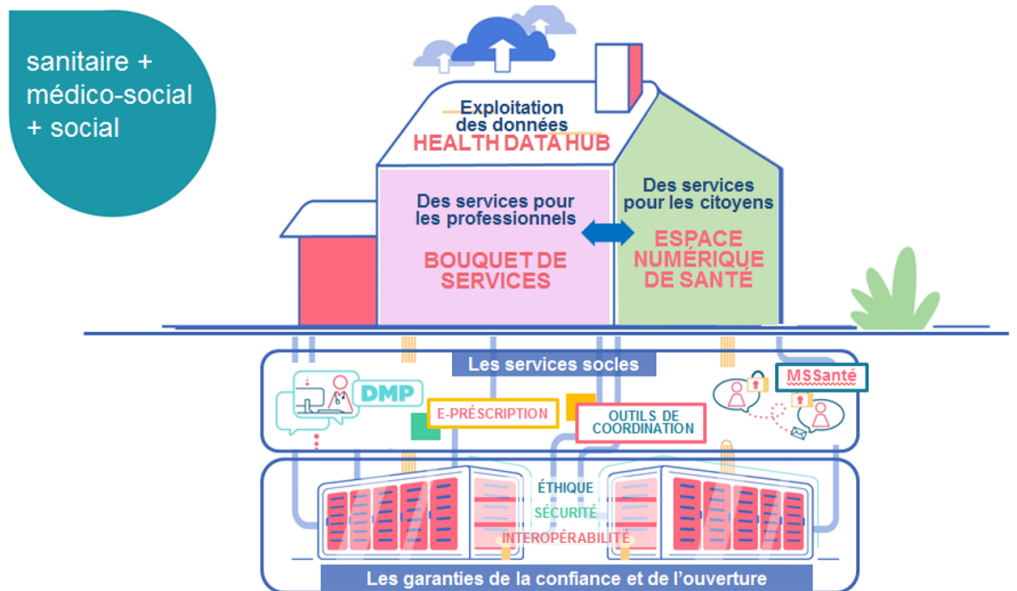 sanitaire +
médico-social
+ social
Exploitation
des données
HEALTH DATA HUB
Des services pour
les professionnels
BOUQUET DE
SERVICES
Des services
pour les citoyens
ESPACE
NUMÉRIQUE
DE SANTÉ
Les services socles
DMP
E-PRÉSCRIPTION
OUTILS DE
COORDINATION
MSSanté
ÉTHIQUE
SÉCURITÉ
INTEROPÉRABILITÉ
Les garanties de la confiance et de l'ouverture